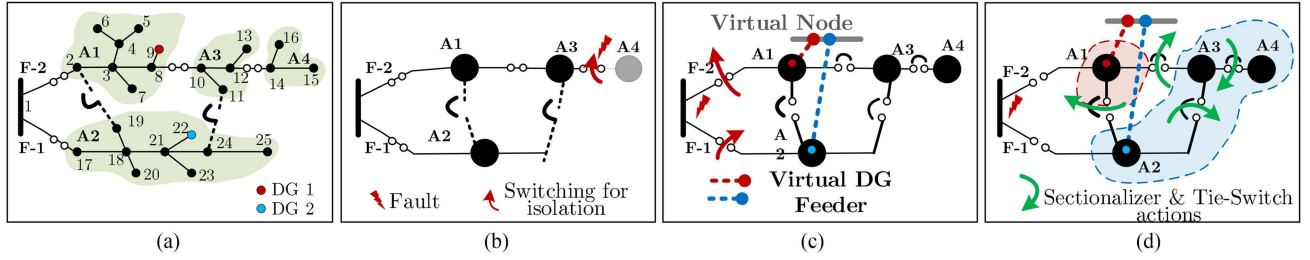 6
5
4
9
A1
2
3
8
7
13
16
A3
A4
10
12
14
15
11
F-2
1
F-1
19
A2
22
21
17
18
24
25
20
23
DG 1
DG 2
(a)
A1
A3
A4
F-2
A2
F-1
Fault
Switching for
isolation
(b)
Virtual Node
A1
A3
A4
F-2
F-1
A
2
Virtual DG
Feeder
(c)
A1
A3
A4
F-2
F-1
A2
Sectionalizer & Tie-Switch
actions
(d)